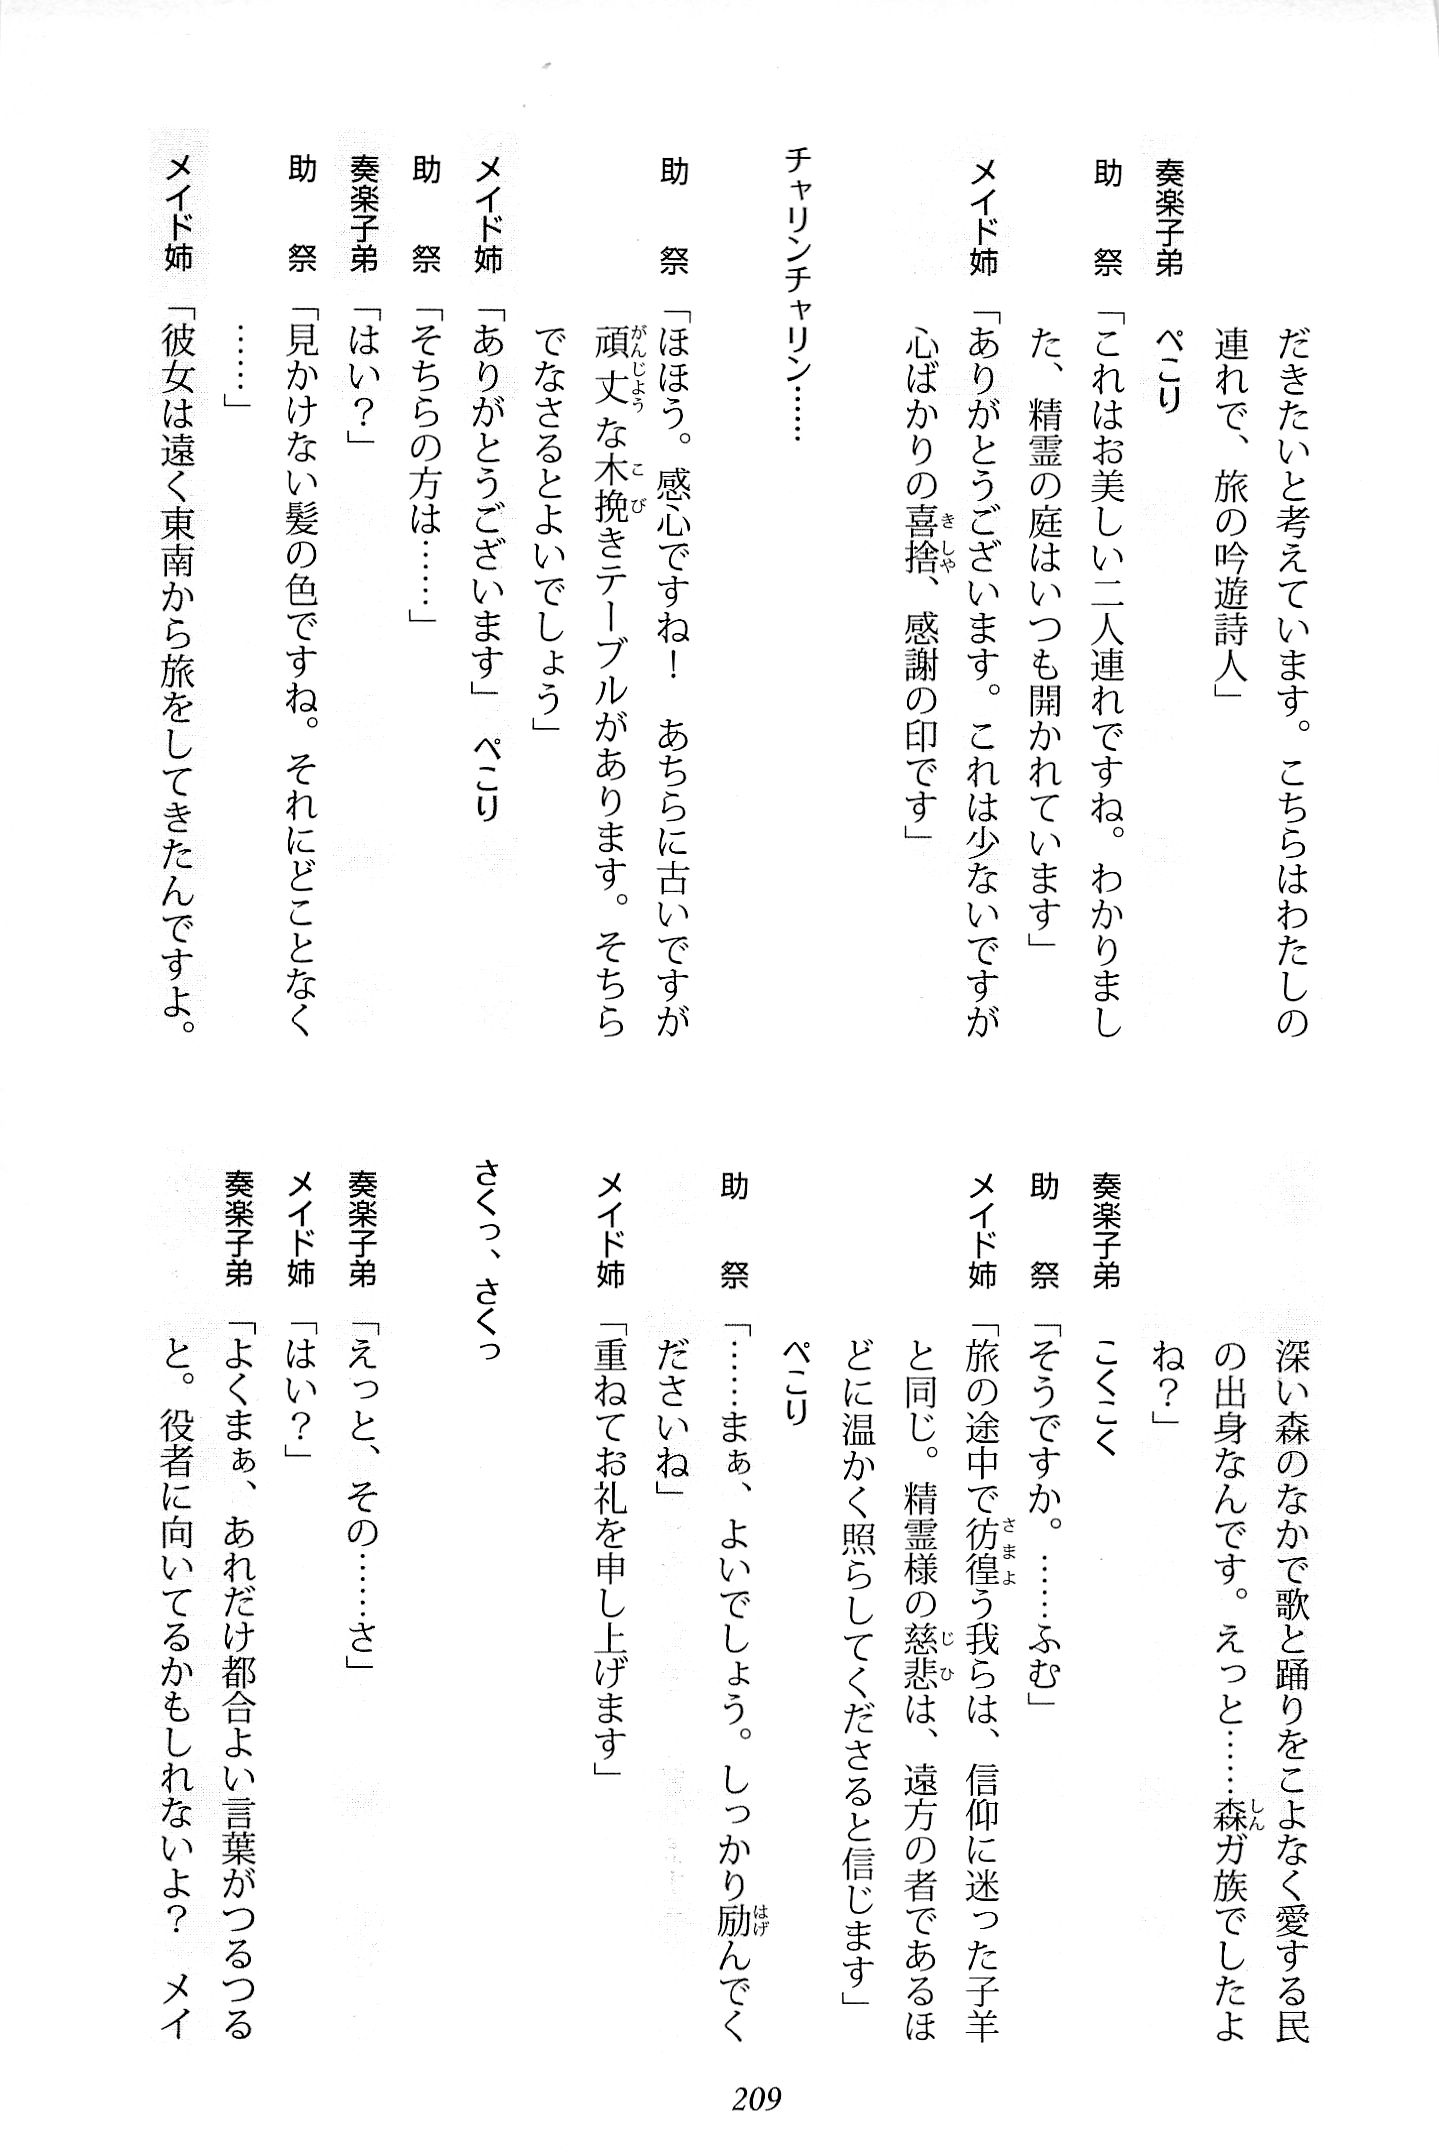 だきたいと考えています。こちらはわたしの
連れで、旅の吟遊詩人」
奏楽子弟　ぺこり
助　祭「これはお美しい二人連れですね。わかりまし
た、精霊の庭はいつも開かれています」
メイド姉「ありがとうございます。これは少ないですが
心ばかりの喜捨、感謝の印です」
チャリンチャリン……
助　祭「ほほう。感心ですね！　あちらに古いですが
頑丈な木挽きテーブルがあります。そちら
でなさるとよいでしょう」
メイド姉「ありがとうございます」　ぺこり
助　祭「そちらの方は……」
奏楽子弟「はい？」
助　祭「見かけない髪の色ですね。それにどことなく
……」
メイド姉「彼女は遠く東南から旅をしてきたんですよ。
深い森のなかで歌と踊りをこよなく愛する民
の出身なんです。えっと……森ガ族でしたよ
ね？」
奏楽子弟　こくこく
助　祭「そうですか。……ふむ」
メイド姉「旅の途中で彷徨う我らは、信仰に迷った子羊
と同じ。精霊様の慈悲は、遠方の者であるほ
どに温かく照らしてくださると信じます」
ぺこり
助　祭「……まぁ、よいでしょう。しっかり励んでく
ださいね」
メイド姉「重ねてお礼を申し上げます」
さくっ、さくっ
奏楽子弟「えっと、その……さ」
メイド姉「はい？」
奏楽子弟「よくまぁ、あれだけ都合よい言葉がつるつる
と。役者に向いてるかもしれないよ？　メイ
209